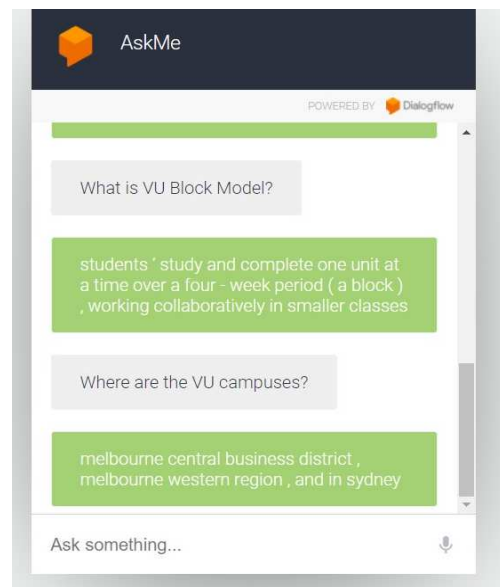 AskMe
POWERED BY Dialogflow
What is VU Block Model?
students ' study and complete one unit at
a time over a four - week period ( a block )
, working collaboratively in smaller classes
Where are the VU campuses?
melbourne central business district ,
melbourne western region , and in sydney
Ask something...